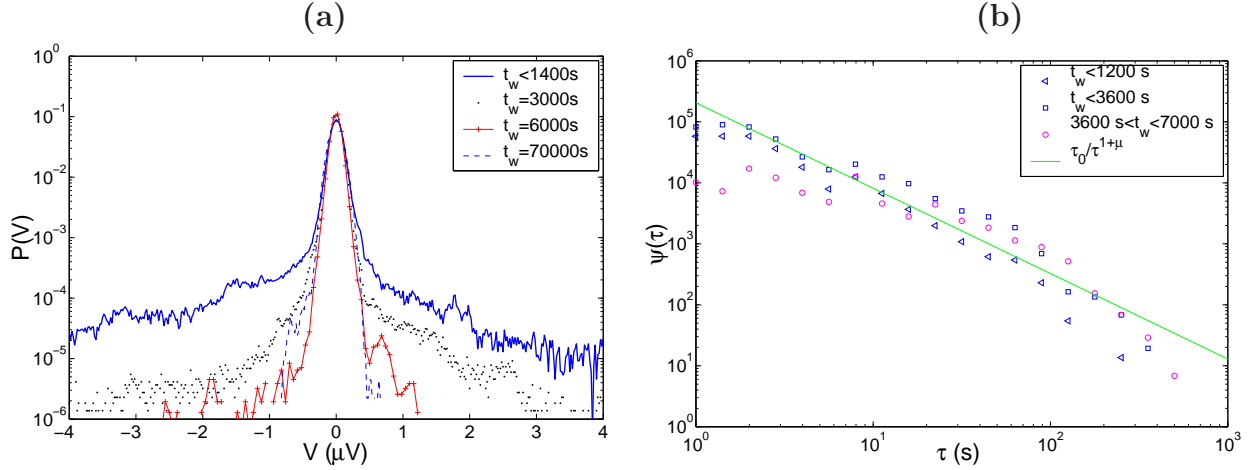 (a)
10^0
10^−1
10^−2
10^−3
10^−4
10^−5
10^−6
P(V)
−4 −3 −2 −1 0 1 2 3 4
V (μV)
t_w<1400s
t_w=3000s
t_w=6000s
t_w=70000s
(b)
10^6
10^5
10^4
10^3
10^2
10^1
10^0
ψ(τ)
10^0 10^1 10^2 10^3
τ (s)
t_w<1200 s
t_w<3600 s
3600 s<t_w<7000 s
τ_0/τ^1+μ